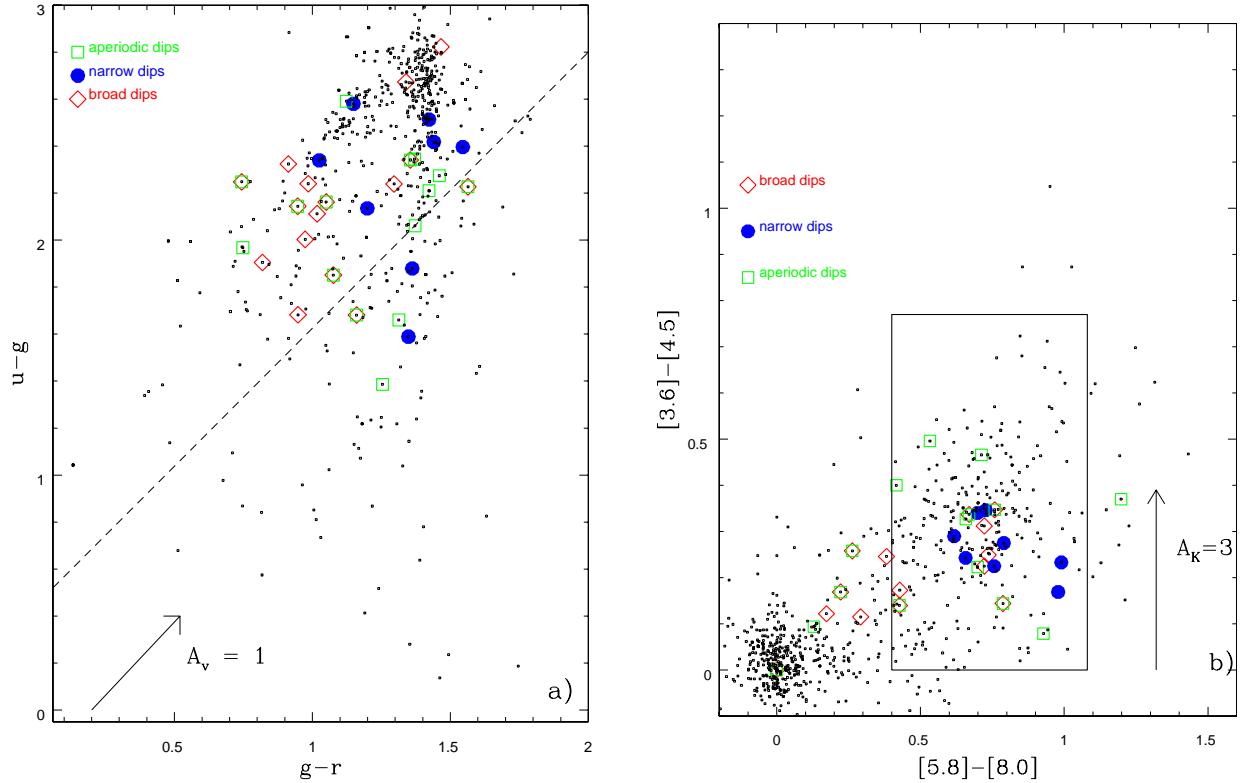 3
aperiodic dips
narrow dips
broad dips
2
u−g
1
A_v = 1
a)
0
0.5
1
1.5
2
g−r
broad dips
1
narrow dips
aperiodic dips
[3.6]−[4.5]
0.5
A_K=3
0
b)
0
0.5
1
1.5
[5.8]−[8.0]